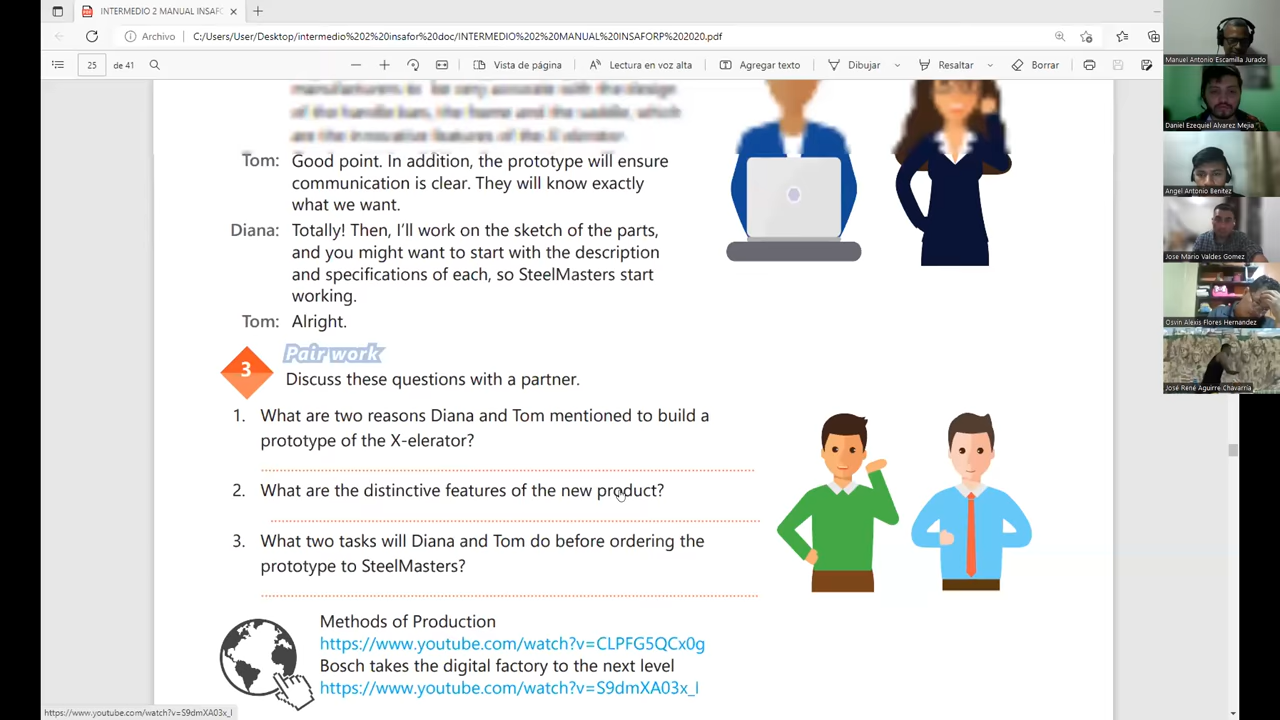 INTERMEDIO 2 MANUAL INSAF
Archivo
C:/Users/User/Desktop/intermedio%202%20insafor%20doc/INTERMEDIO%202%20MANUAL%20INSAFORP%202020.pdf
25 de 41
Vista de página
Lectura en voz alta
Agregar texto
Dibujar
Resaltar
Borrar
Tom: Good point. In addition, the prototype will ensure
communication is clear. They will know exactly
what we want.
Diana: Totally! Then, I'll work on the sketch of the parts,
and you might want to start with the description
and specifications of each, so SteelMasters start
working.
Tom: Alright.
3
Pair work
Discuss these questions with a partner.
1. What are two reasons Diana and Tom mentioned to build a
prototype of the X-elerator?
2. What are the distinctive features of the new product?
3. What two tasks will Diana and Tom do before ordering the
prototype to SteelMasters?
Methods of Production
https://www.youtube.com/watch?v=CLPFG5QCx0g
Bosch takes the digital factory to the next level
https://www.youtube.com/watch?v=S9dmXA03x_I
https://www.youtube.com/watch?v=S9dmXA03x_I
Manuel Antonio Escamilla Jurado
Daniel Ezequiel Alvarez Mejia
Angel Antonio Benitez
Jose Mario Valdes Gomez
Osvin Alexis Flores Hernandez
José René Aguirre Chavarría